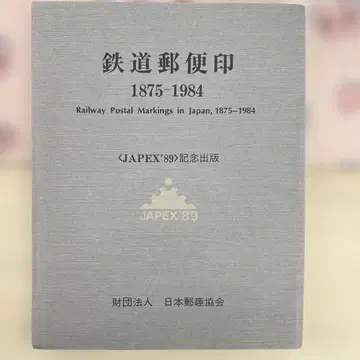 鉄道郵便印
1875-1984
Railway Postal Markings in Japan, 1875-1984
〈JAPEX'89〉記念出版
JAPEX'89
財団法人 日本郵趣協会